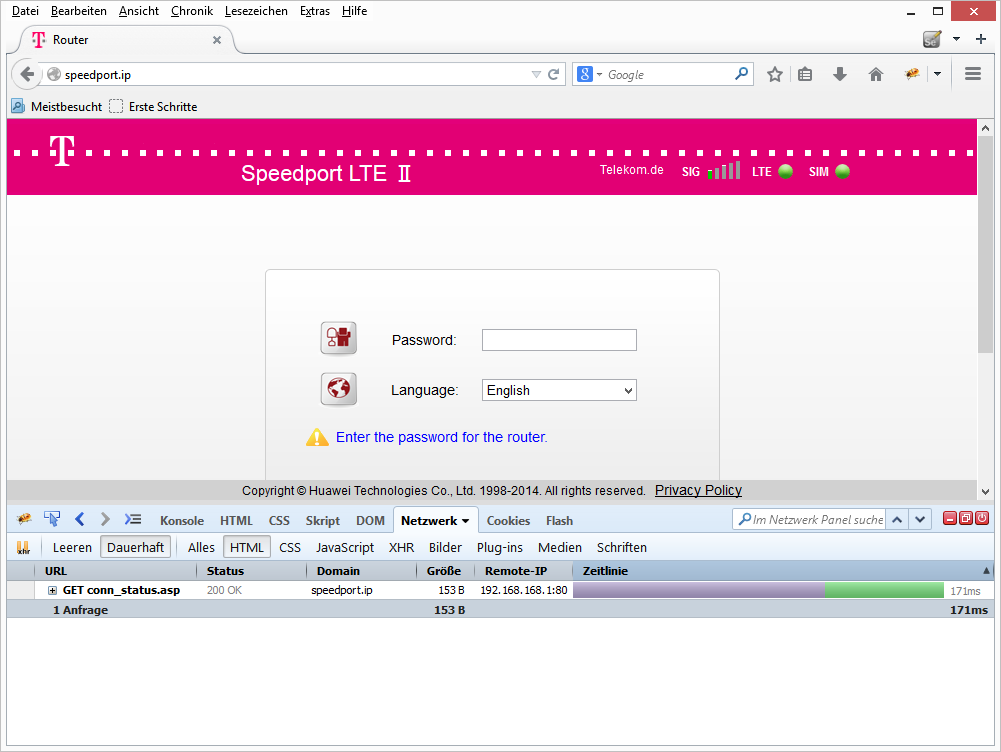 Datei Bearbeiten Ansicht Chronik Lesezeichen Extras Hilfe
Router
Se
speedport.ip
8 Google
Meistbesucht Erste Schritte
T
Speedport LTE II
Telekom.de SIG LTE SIM
Password:
Language: English
Enter the password for the router.
Copyright © Huawei Technologies Co., Ltd. 1998-2014. All rights reserved. Privacy Policy
Konsole HTML CSS Skript DOM Netzwerk Cookies Flash Im Netzwerk Panel suche
xhr Leeren Dauerhaft Alles HTML CSS JavaScript XHR Bilder Plug-ins Medien Schriften
URL Status Domain Größe Remote-IP Zeitlinie
GET conn_status.asp 200 OK speedport.ip 153 B 192.168.168.1:80 171ms
1 Anfrage 153 B 171ms